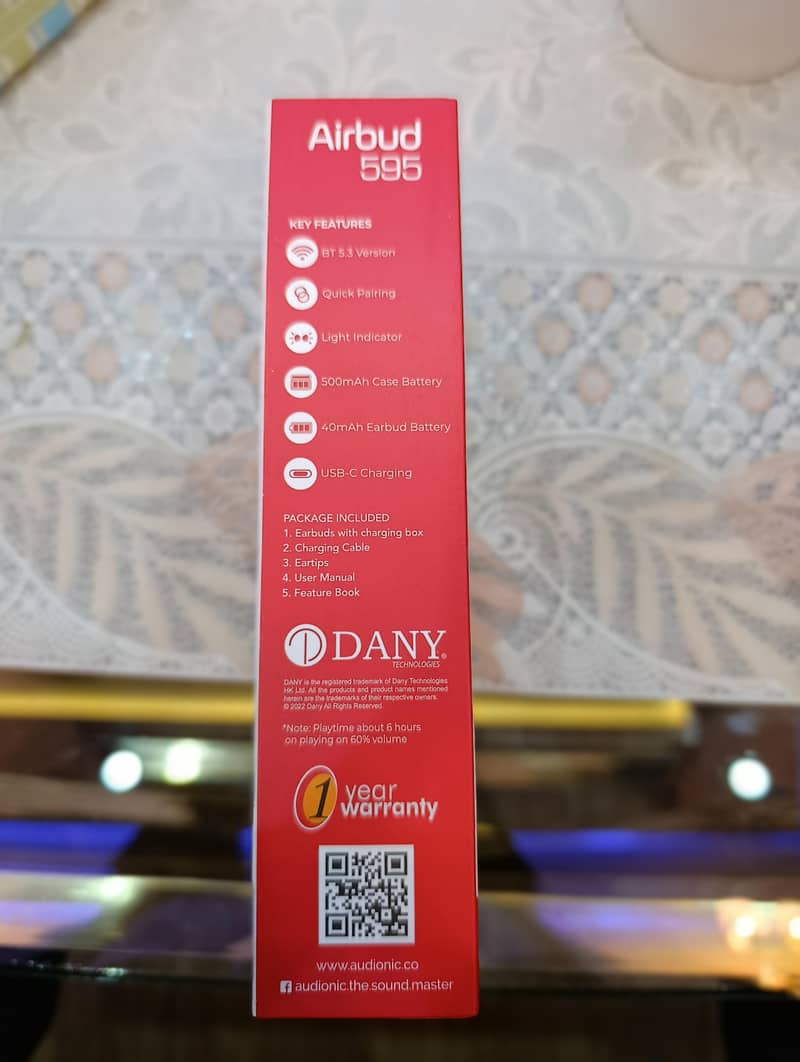 Airbud
595
KEY FEATURES
BT 5.3 Version
Quick Pairing
Light Indicator
500mAh Case Battery
40mAh Earbud Battery
USB-C Charging
PACKAGE INCLUDED
1. Earbuds with charging box
2. Charging Cable
3. Eartips
4. User Manual
5. Feature Book
DANY®
TECHNOLOGIES
DANY is the registered trademark of Dany Technologies
HK Ltd. All the products and product names mentioned
herein are the trademarks of their respective owners.
© 2022 Dany All Rights Reserved.
*Note: Playtime about 6 hours
on playing on 60% volume
1 year
warranty
www.audionic.co
audionic.the.sound.master